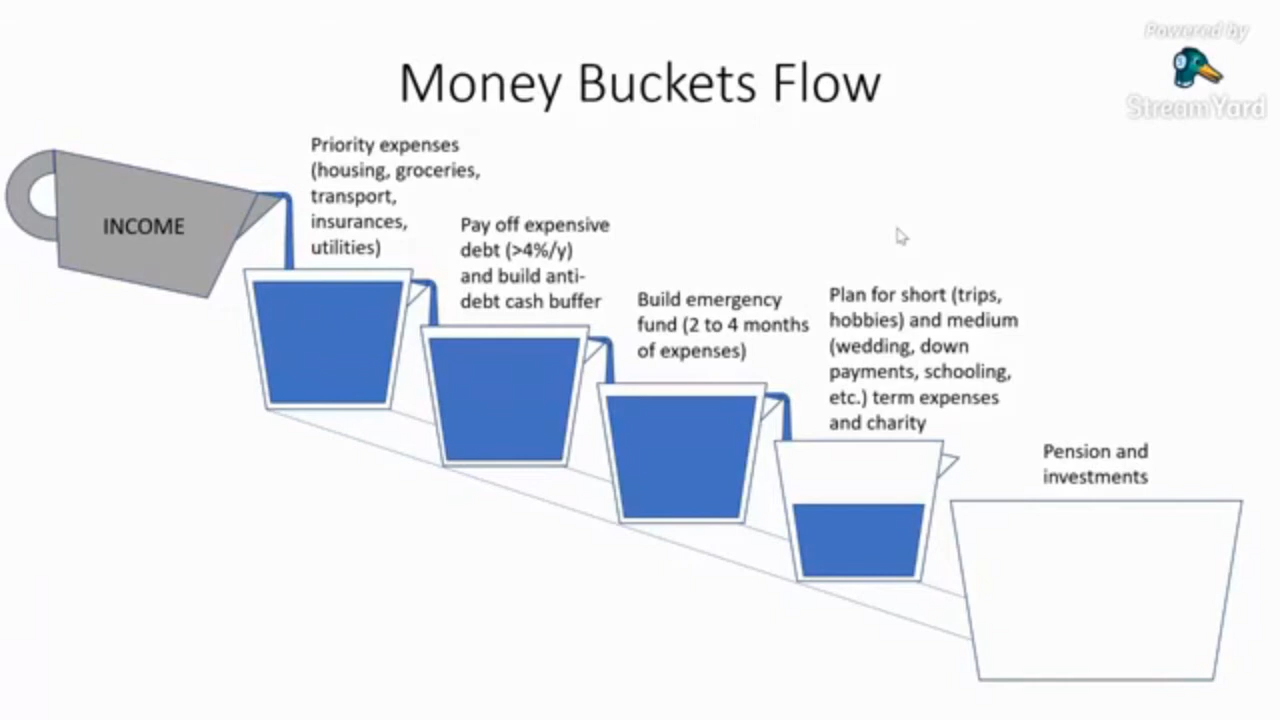 Powered by
StreamYard
Money Buckets Flow
INCOME
Priority expenses
(housing, groceries,
transport,
insurances,
utilities)
Pay off expensive
debt (>4%/y)
and build anti-
debt cash buffer
Build emergency
fund (2 to 4 months
of expenses)
Plan for short (trips,
hobbies) and medium
(wedding, down
payments, schooling,
etc.) term expenses
and charity
Pension and
investments